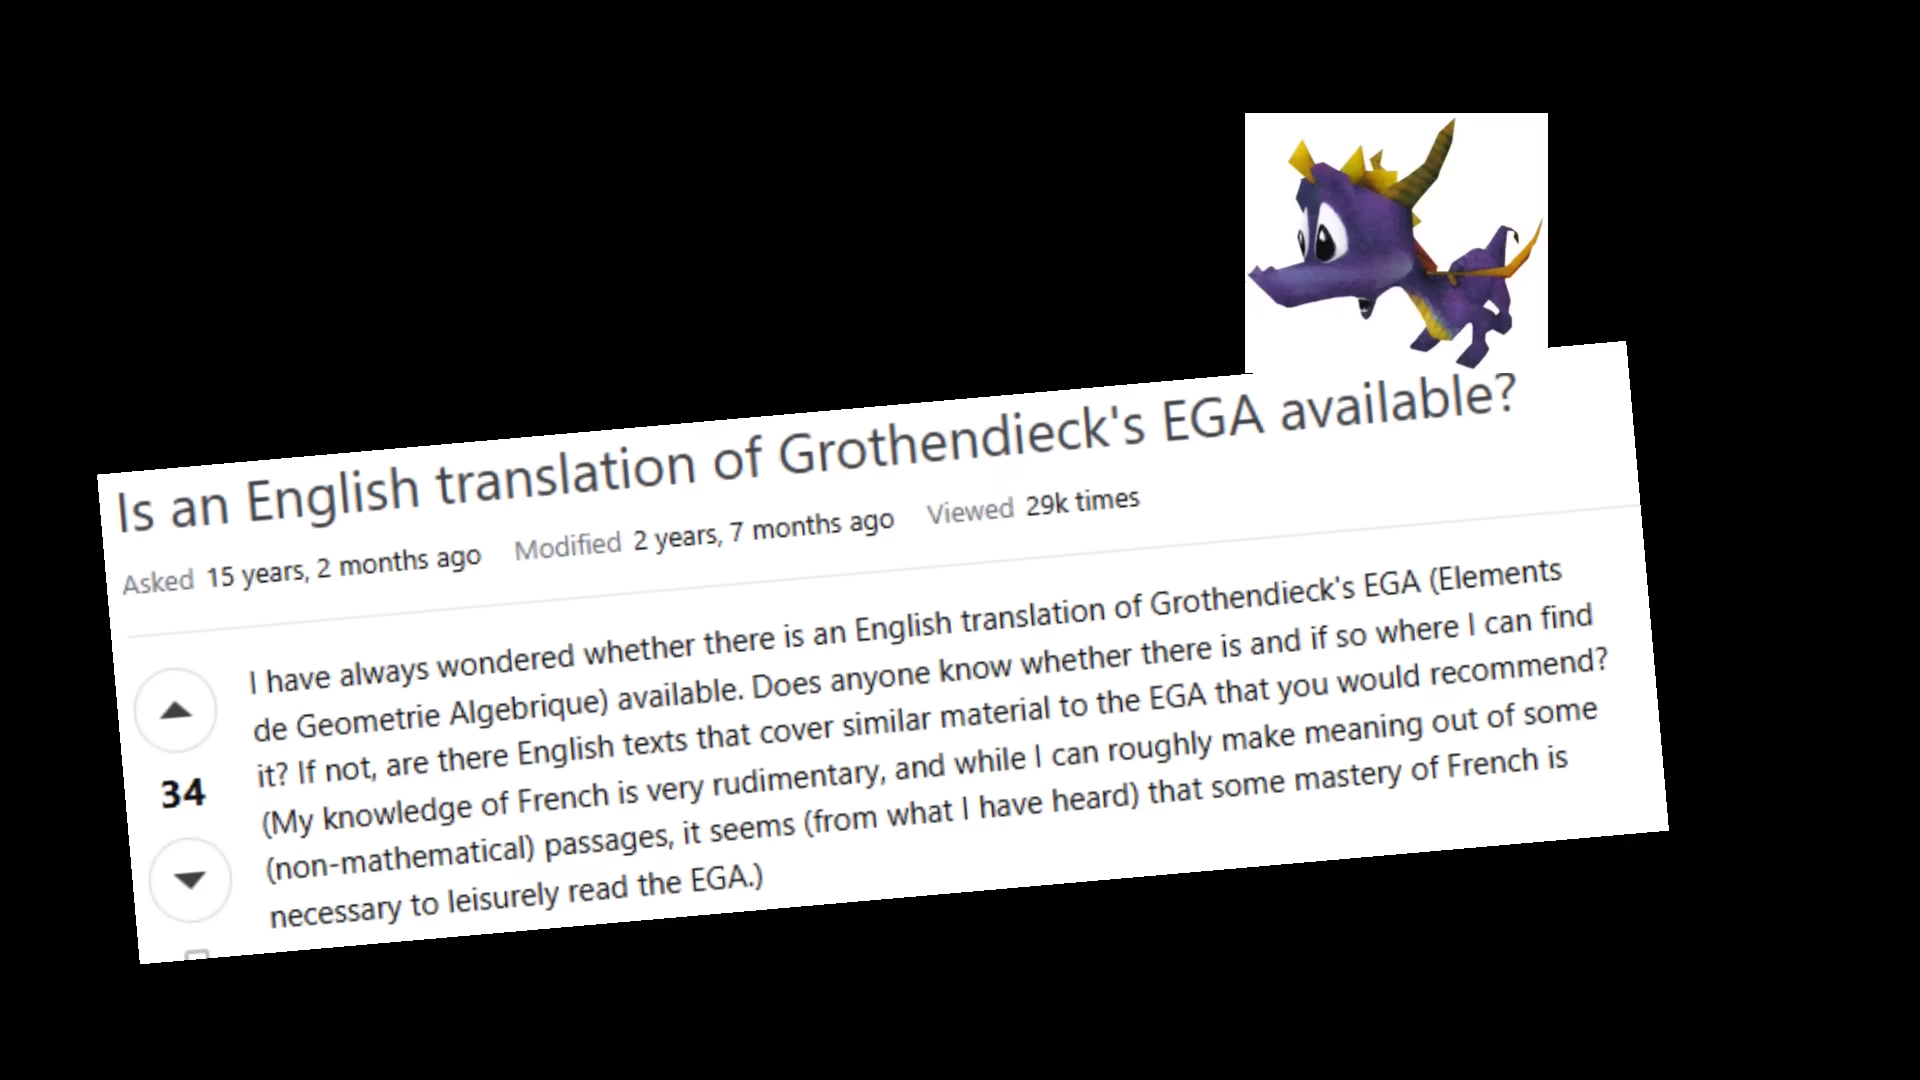 Is an English translation of Grothendieck's EGA available?
Asked 15 years, 2 months ago Modified 2 years, 7 months ago Viewed 29k times
I have always wondered whether there is an English translation of Grothendieck's EGA (Elements
de Geometrie Algebrique) available. Does anyone know whether there is and if so where I can find
it? If not, are there English texts that cover similar material to the EGA that you would recommend?
(My knowledge of French is very rudimentary, and while I can roughly make meaning out of some
(non-mathematical) passages, it seems (from what I have heard) that some mastery of French is
necessary to leisurely read the EGA.)
34